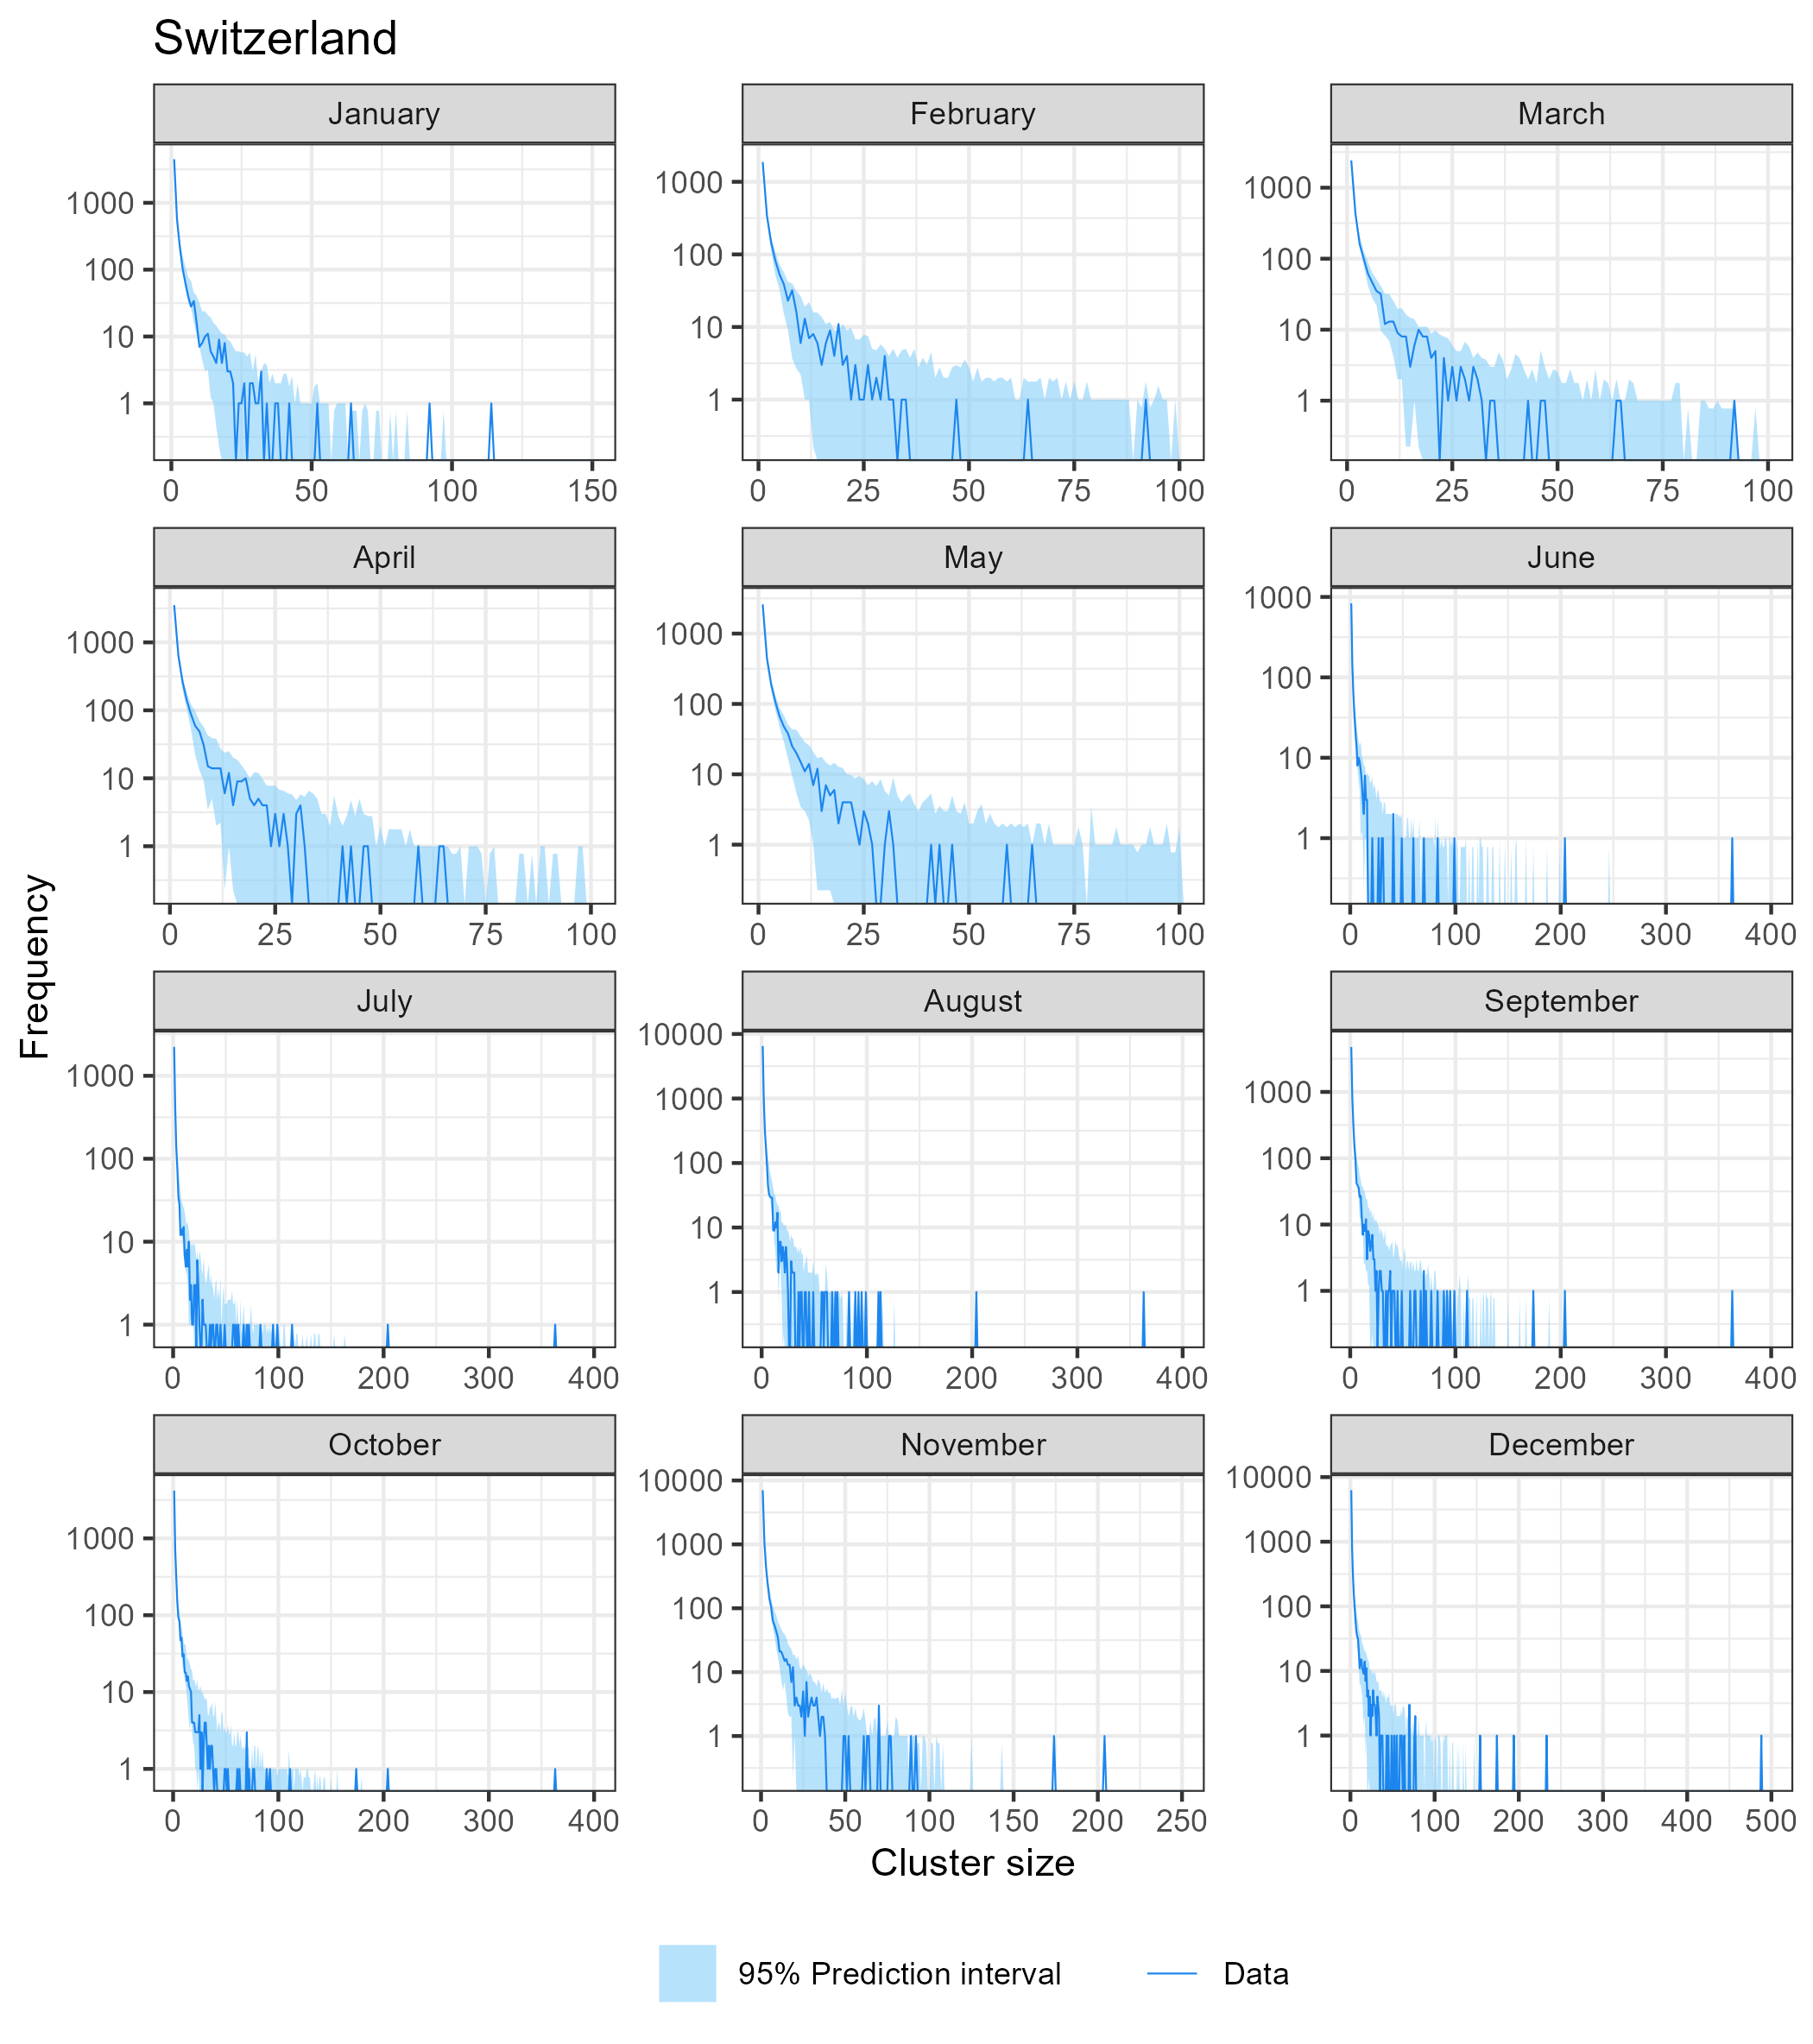 Switzerland
January February March
1000
100
10
1
0 50 100 150
1000
100
10
1
0 25 50 75 100
1000
100
10
1
0 25 50 75 100
April May June
1000
100
10
1
0 25 50 75 100
1000
100
10
1
0 25 50 75 100
1000
100
10
1
0 100 200 300 400
Frequency
July August September
1000
100
10
1
0 100 200 300 400
10000
1000
100
10
1
0 100 200 300 400
1000
100
10
1
0 100 200 300 400
October November December
1000
100
10
1
0 100 200 300 400
10000
1000
100
10
1
0 50 100 150 200 250
10000
1000
100
10
1
0 100 200 300 400 500
Cluster size
95% Prediction interval Data